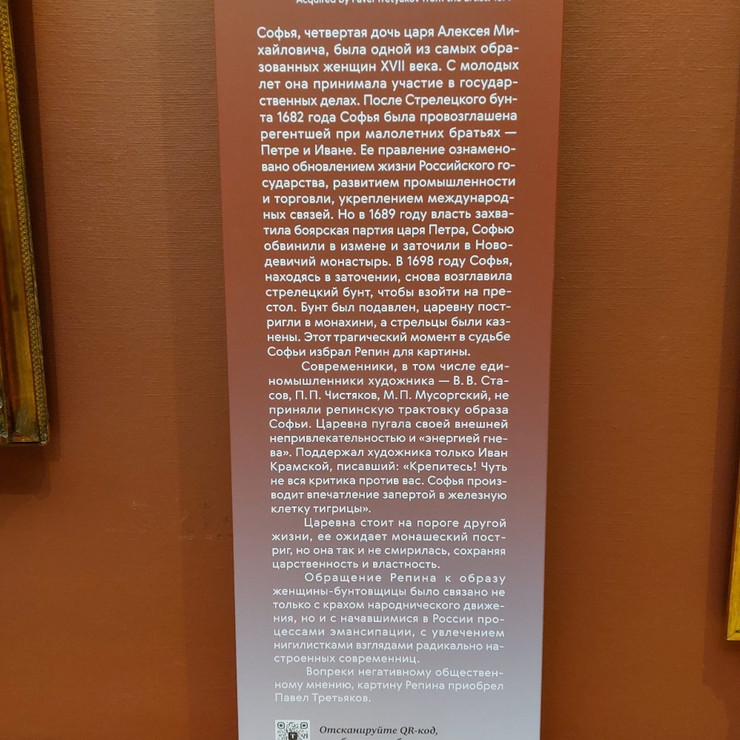 Acquired by Pavel Tretyakov from the artist.
Софья, четвертая дочь царя Алексея Ми-
хайловича, была одной из самых обра-
зованных женщин XVII века. С молодых
лет она принимала участие в государ-
ственных делах. После Стрелецкого бун-
та 1682 года Софья была провозглашена
регентшей при малолетних братьях —
Петре и Иване. Ее правление ознамено-
вано обновлением жизни Российского го-
сударства, развитием промышленности
и торговли, укреплением международ-
ных связей. Но в 1689 году власть захва-
тила боярская партия царя Петра, Софью
обвинили в измене и заточили в Ново-
девичий монастырь. В 1698 году Софья,
находясь в заточении, снова возглавила
стрелецкий бунт, чтобы взойти на пре-
стол. Бунт был подавлен, царевну пост-
ригли в монахини, а стрельцы были каз-
нены. Этот трагический момент в судьбе
Софьи избрал Репин для картины.
Современники, в том числе еди-
номышленники художника — В. В. Ста-
сов, П. П. Чистяков, М. П. Мусоргский, не
приняли репинскую трактовку образа
Софьи. Царевна пугала своей внешней
непривлекательностью и «энергией гне-
ва». Поддержал художника только Иван
Крамской, писавший: «Крепитесь! Чуть
не вся критика против вас. Софья произ-
водит впечатление запертой в железную
клетку тигрицы».
Царевна стоит на пороге другой
жизни, ее ожидает монашеский пост-
риг, но она так и не смирилась, сохраняя
царственность и властность.
Обращение Репина к образу
женщины-бунтовщицы было связано не
только с крахом народнического движе-
ния, но и с начавшимися в России про-
цессами эмансипации, с увлечением
нигилистками взглядами радикально на-
строенных современниц.
Вопреки негативному обществен-
ному мнению, картину Репина приобрел
Павел Третьяков.
Отсканируйте QR-код,